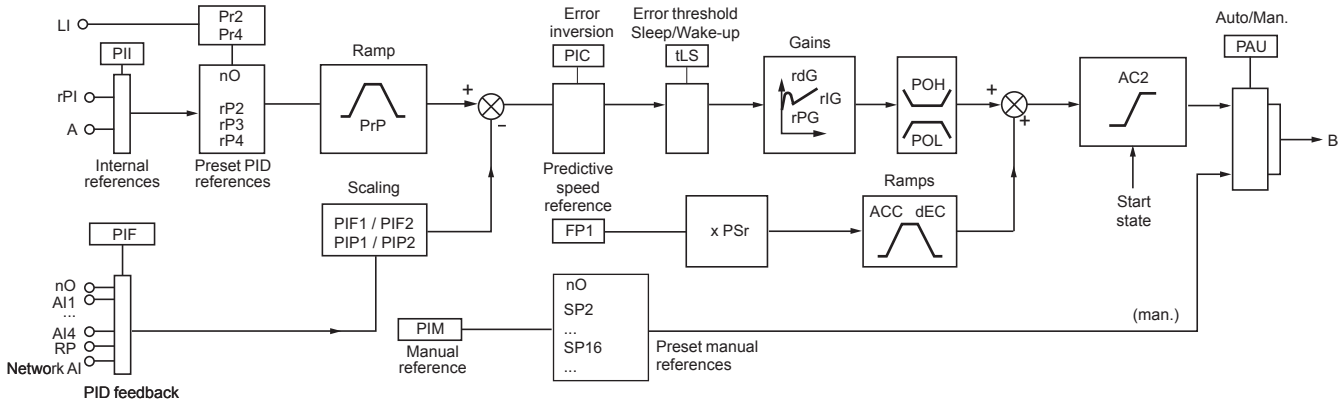 LI
Pr2
Pr4
PII
rPI
A
Internal
references
nO
rP2
rP3
rP4
Preset PID
references
Ramp
PrP
+
–
Error
inversion
PIC
Error threshold
Sleep/Wake-up
tLS
Gains
rdG
rIG
rPG
POH
POL
+
+
AC2
Start
state
Auto/Man.
PAU
B
Scaling
PIF1 / PIF2
PIP1 / PIP2
Predictive
speed
reference
FP1
x PSr
Ramps
ACC dEC
PIF
nO
AI1
...
AI4
RP
Network AI
PID feedback
PIM
Manual
reference
nO
SP2
...
SP16
...
Preset manual
references
(man.)